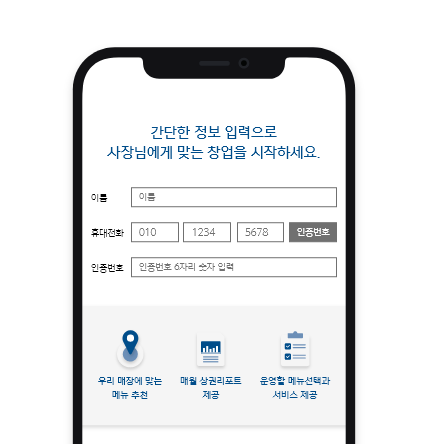 간단한 정보 입력으로
사장님에게 맞는 창업을 시작하세요.
이름 이름
휴대전화 010 1234 5678 인증번호
인증번호 인증번호 6자리 숫자 입력
우리 매장에 맞는 매월 상권리포트 운영할 메뉴선택과
메뉴 추천 제공 서비스 제공